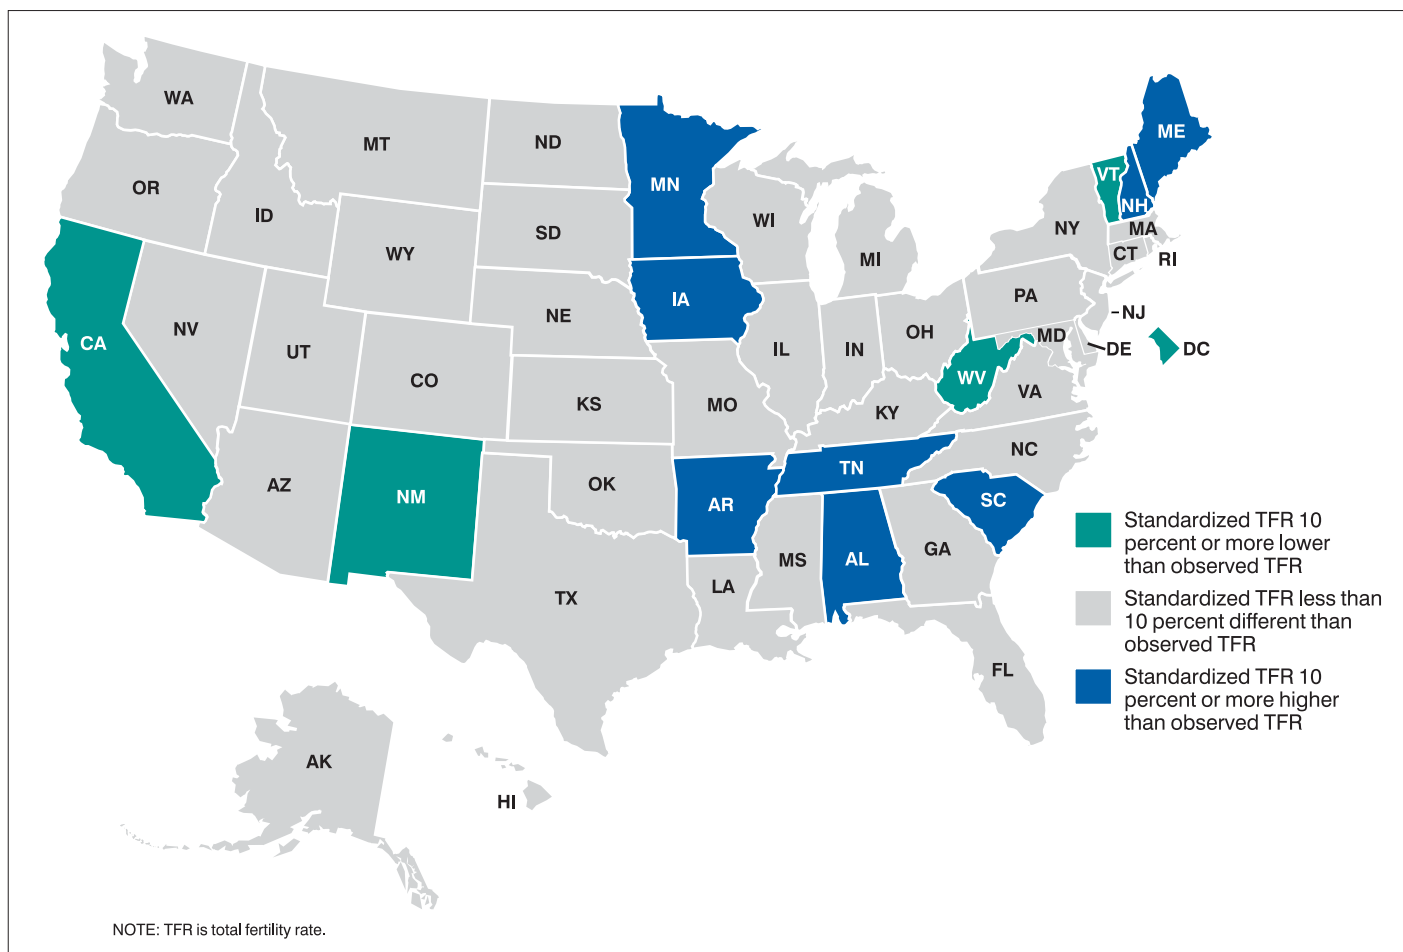 WA
MT
ND
MN
ME
OR
ID
SD
WI
VT
NH
NY
MA
WY
MI
CT
RI
IA
PA
NE
NV
OH
NJ
CA
UT
IL
IN
MD
DE
DC
CO
WV
VA
KS
MO
KY
NC
TN
AZ
NM
OK
AR
SC
MS
AL
GA
TX
LA
FL
AK
HI
Standardized TFR 10
percent or more lower
than observed TFR
Standardized TFR less than
10 percent different than
observed TFR
Standardized TFR 10
percent or more higher
than observed TFR
NOTE: TFR is total fertility rate.